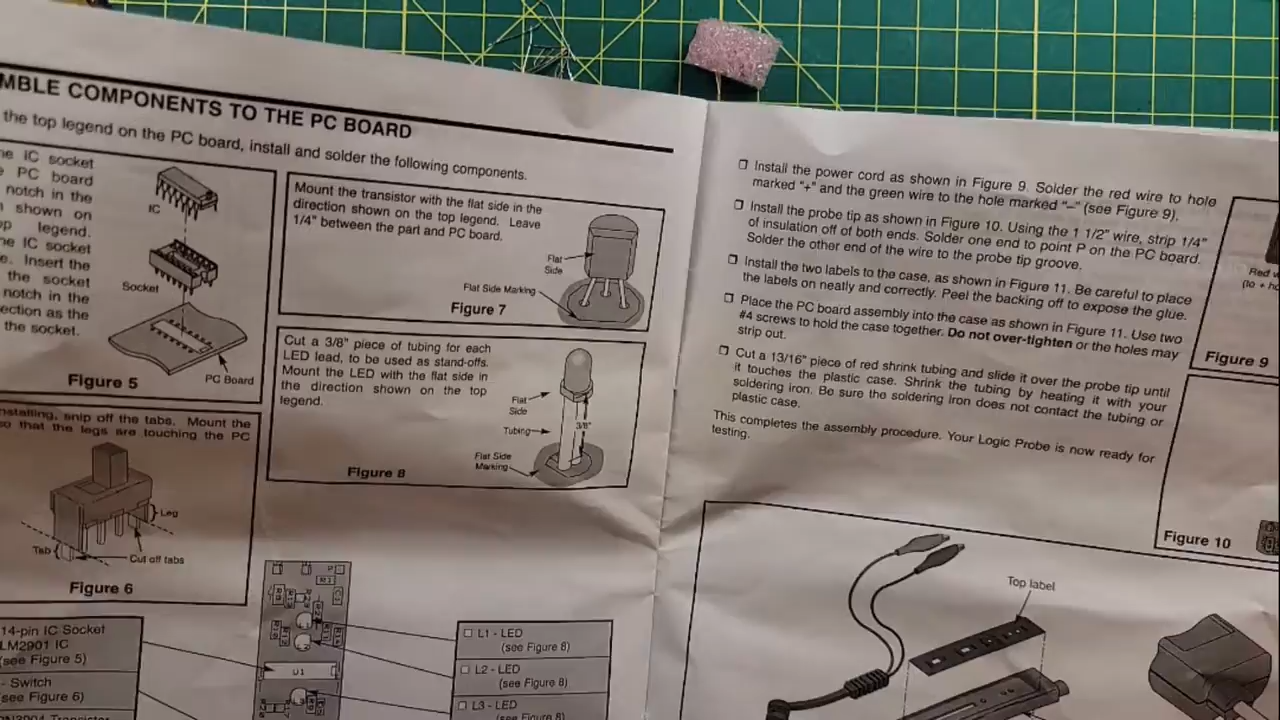 MBLE COMPONENTS TO THE PC BOARD
the top legend on the PC board, install and solder the following components.
IC socket
PC board
notch in the
shown on
legend.
IC socket
Insert the
the socket
notch in the
ection as the
the socket.
IC
Socket
Figure 5
PC Board
nstalling, snip off the tabs. Mount the
so that the legs are touching the PC
Leg
Tab
Cut off tabs
Figure 6
Mount the transistor with the flat side in the
direction shown on the top legend. Leave
1/4" between the part and PC board.
Flat
Side
Flat Side Marking
Figure 7
Cut a 3/8" piece of tubing for each
LED lead, to be used as stand-offs.
Mount the LED with the flat side in
the direction shown on the top
legend.
Flat
Side
Tubing
3/8"
Flat Side
Marking
Figure 8
14-pin IC Socket
LM2901 IC
(see Figure 5)
- Switch
(see Figure 6)
Transistor
U1
L1 - LED
(see Figure 8)
L2 - LED
(see Figure 8)
L3 - LED
(see Figure 8)
Install the power cord as shown in Figure 9. Solder the red wire to hole
marked "+" and the green wire to the hole marked "–" (see Figure 9).
Install the probe tip as shown in Figure 10. Using the 1 1/2" wire, strip 1/4"
of insulation off of both ends. Solder one end to point P on the PC board.
Solder the other end of the wire to the probe tip groove.
Install the two labels to the case, as shown in Figure 11. Be careful to place
the labels on neatly and correctly. Peel the backing off to expose the glue.
Place the PC board assembly into the case as shown in Figure 11. Use two
#4 screws to hold the case together. Do not over-tighten or the holes may
strip out.
Cut a 13/16" piece of red shrink tubing and slide it over the probe tip until
it touches the plastic case. Shrink the tubing by heating it with your
soldering iron. Be sure the soldering iron does not contact the tubing or
plastic case.
This completes the assembly procedure. Your Logic Probe is now ready for
testing.
Red
(to + ho
Figure 9
Figure 10
Top label